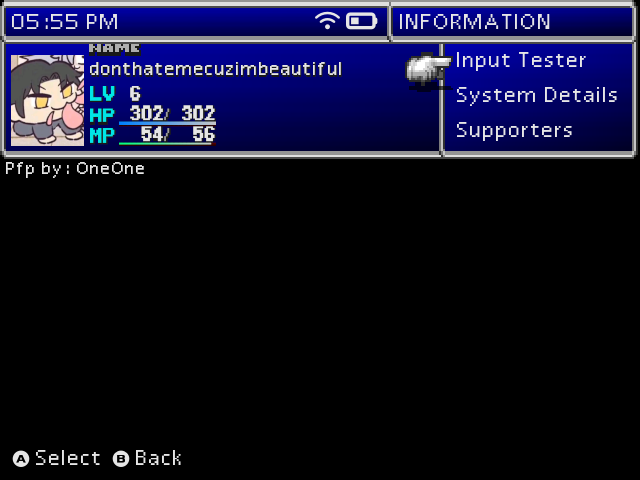 05:55 PM
INFORMATION
NAME
donthatemecuzimbeautiful
LV 6
HP 302/ 302
MP 54/ 56
Input Tester
System Details
Supporters
Pfp by: OneOne
A Select B Back